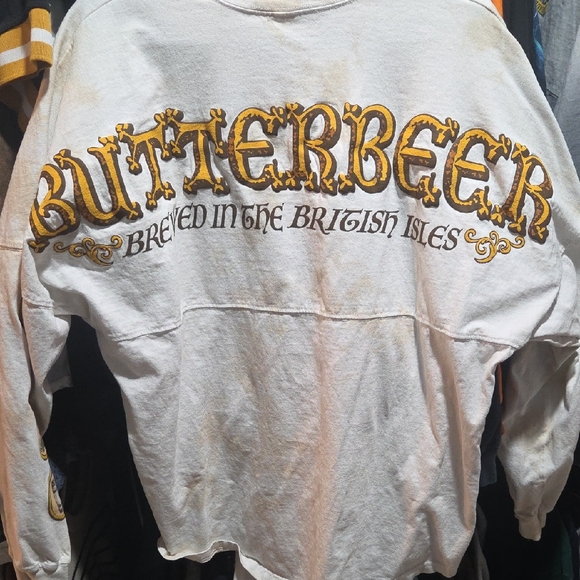 BUTTERBEER
BREWED IN THE BRITISH ISLES